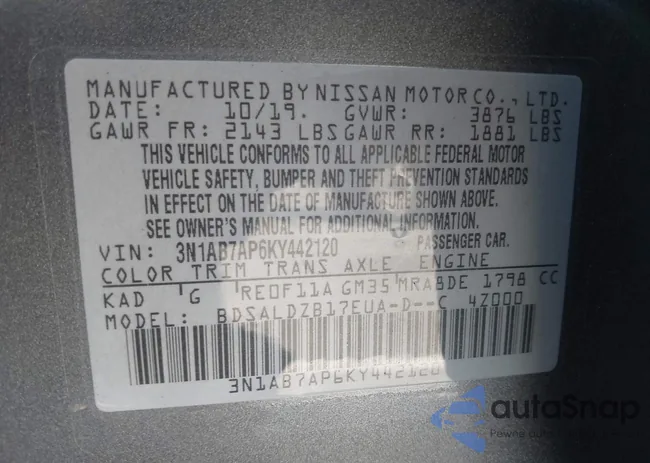 MANUFACTURED BY NISSAN MOTOR CO., LTD.
DATE: 10/19. GVWR: 3876 LBS
GAWR FR: 2143 LBS GAWR RR: 1881 LBS
THIS VEHICLE CONFORMS TO ALL APPLICABLE FEDERAL MOTOR
VEHICLE SAFETY, BUMPER AND THEFT PREVENTION STANDARDS
IN EFFECT ON THE DATE OF MANUFACTURE SHOWN ABOVE.
SEE OWNER'S MANUAL FOR ADDITIONAL INFORMATION.
VIN: 3N1AB7AP6KY442120 PASSENGER CAR.
COLOR TRIM TRANS AXLE ENGINE
KAD G RE0F11A GM35 MRA8DE 1798 CC
MODEL: BDSALDZB17EUA-D--C 4Z000
3N1AB7AP6KY442120
autoSnap
Pewne auto